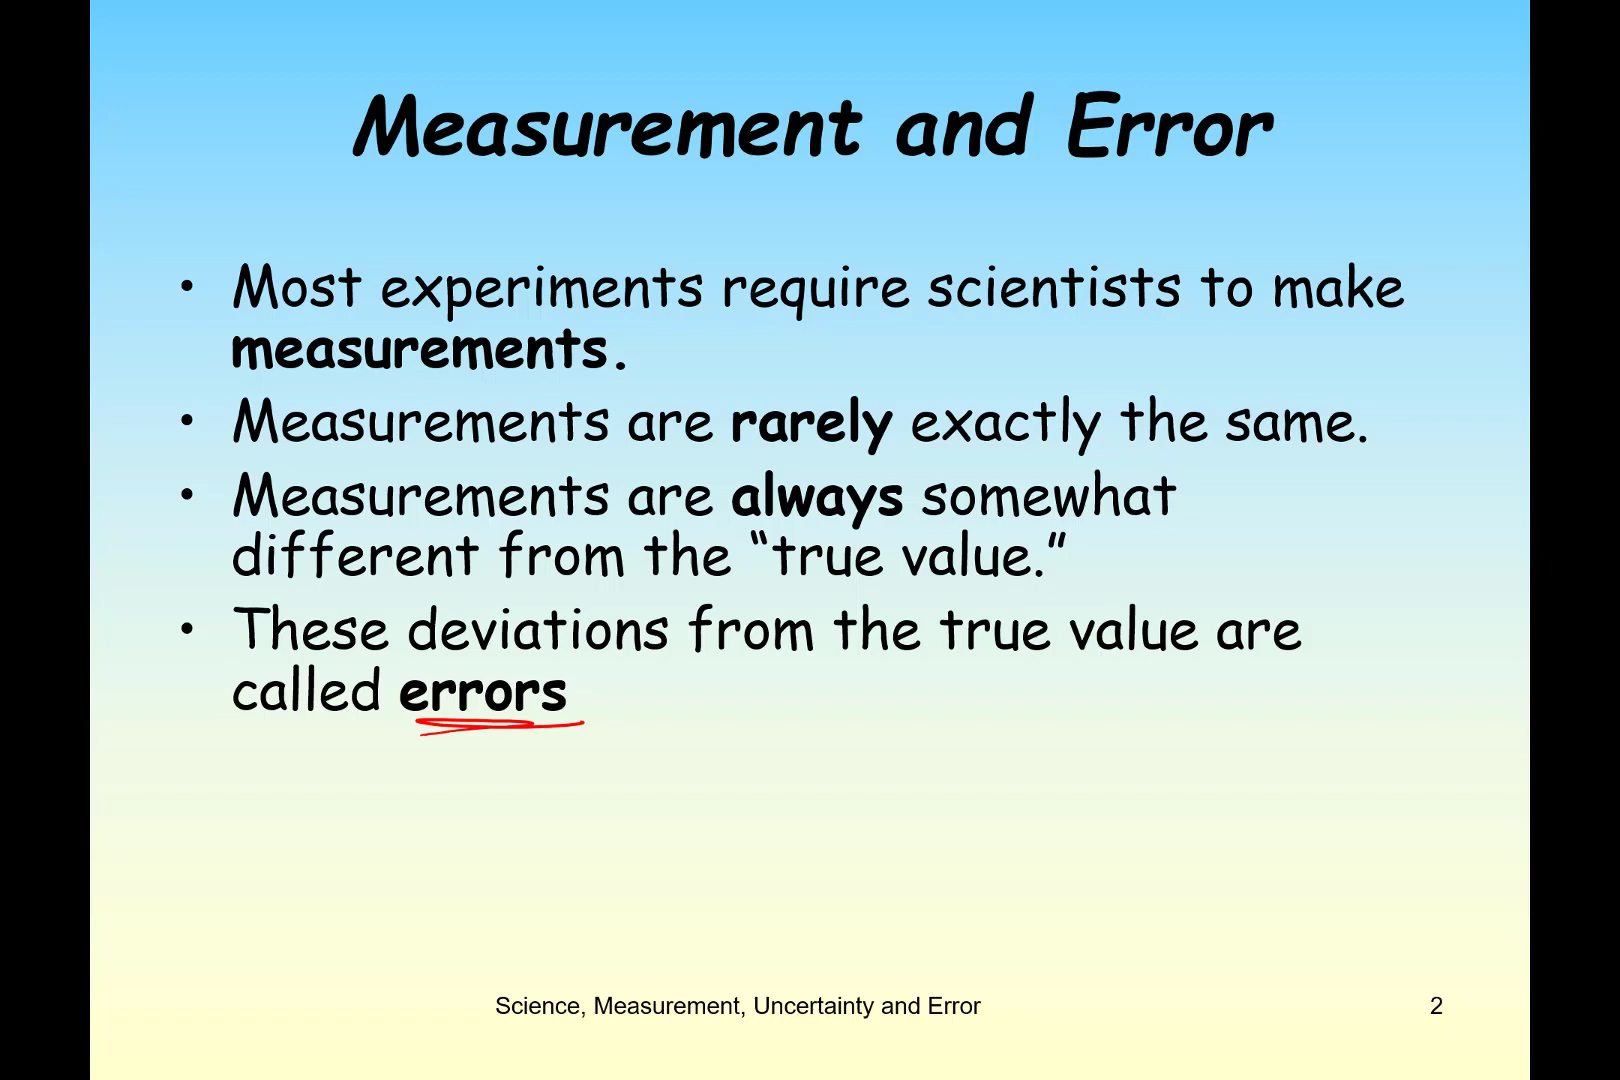 Measurement and Error
• Most experiments require scientists to make
measurements.
• Measurements are rarely exactly the same.
• Measurements are always somewhat
different from the “true value.”
• These deviations from the true value are
called errors
Science, Measurement, Uncertainty and Error
2